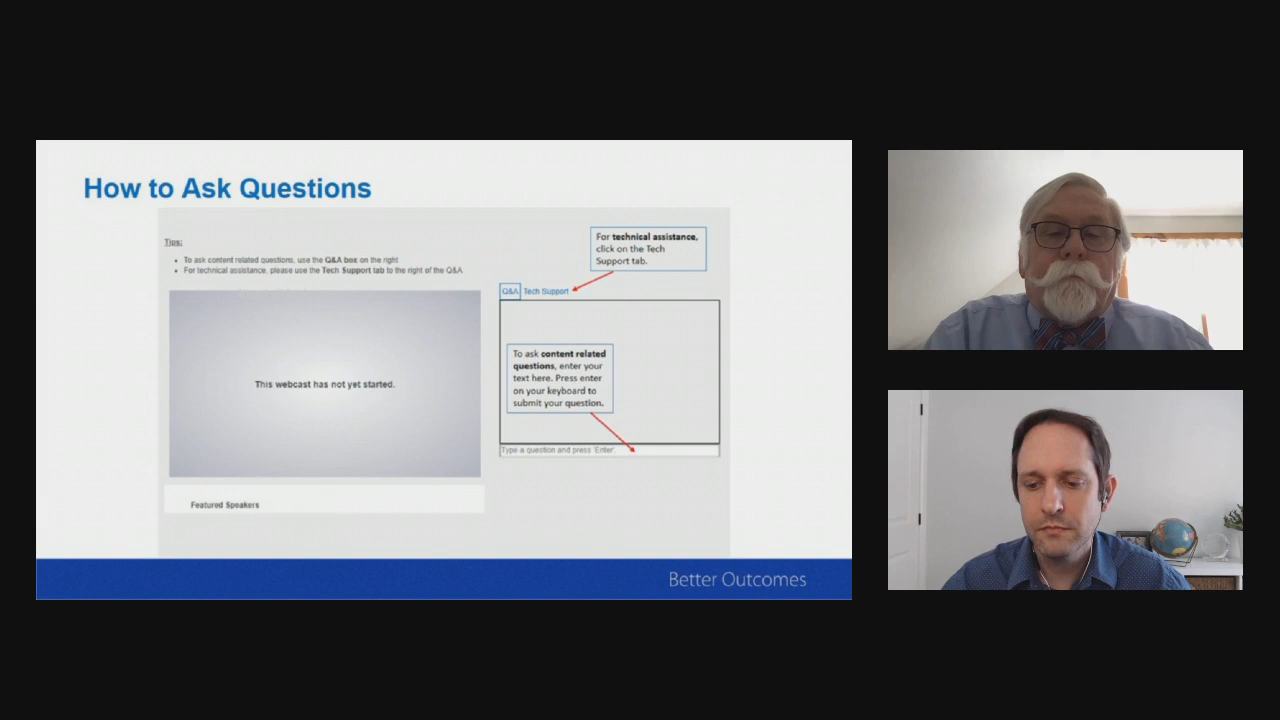 How to Ask Questions
Tips:
To ask content related questions, use the Q&A box on the right
For technical assistance, please use the Tech Support tab to the right of the Q&A
For technical assistance,
click on the Tech
Support tab.
Q&A Tech Support
To ask content related
questions, enter your
text here. Press enter
on your keyboard to
submit your question.
This webcast has not yet started.
Type a question and press 'Enter'
Featured Speakers
Better Outcomes